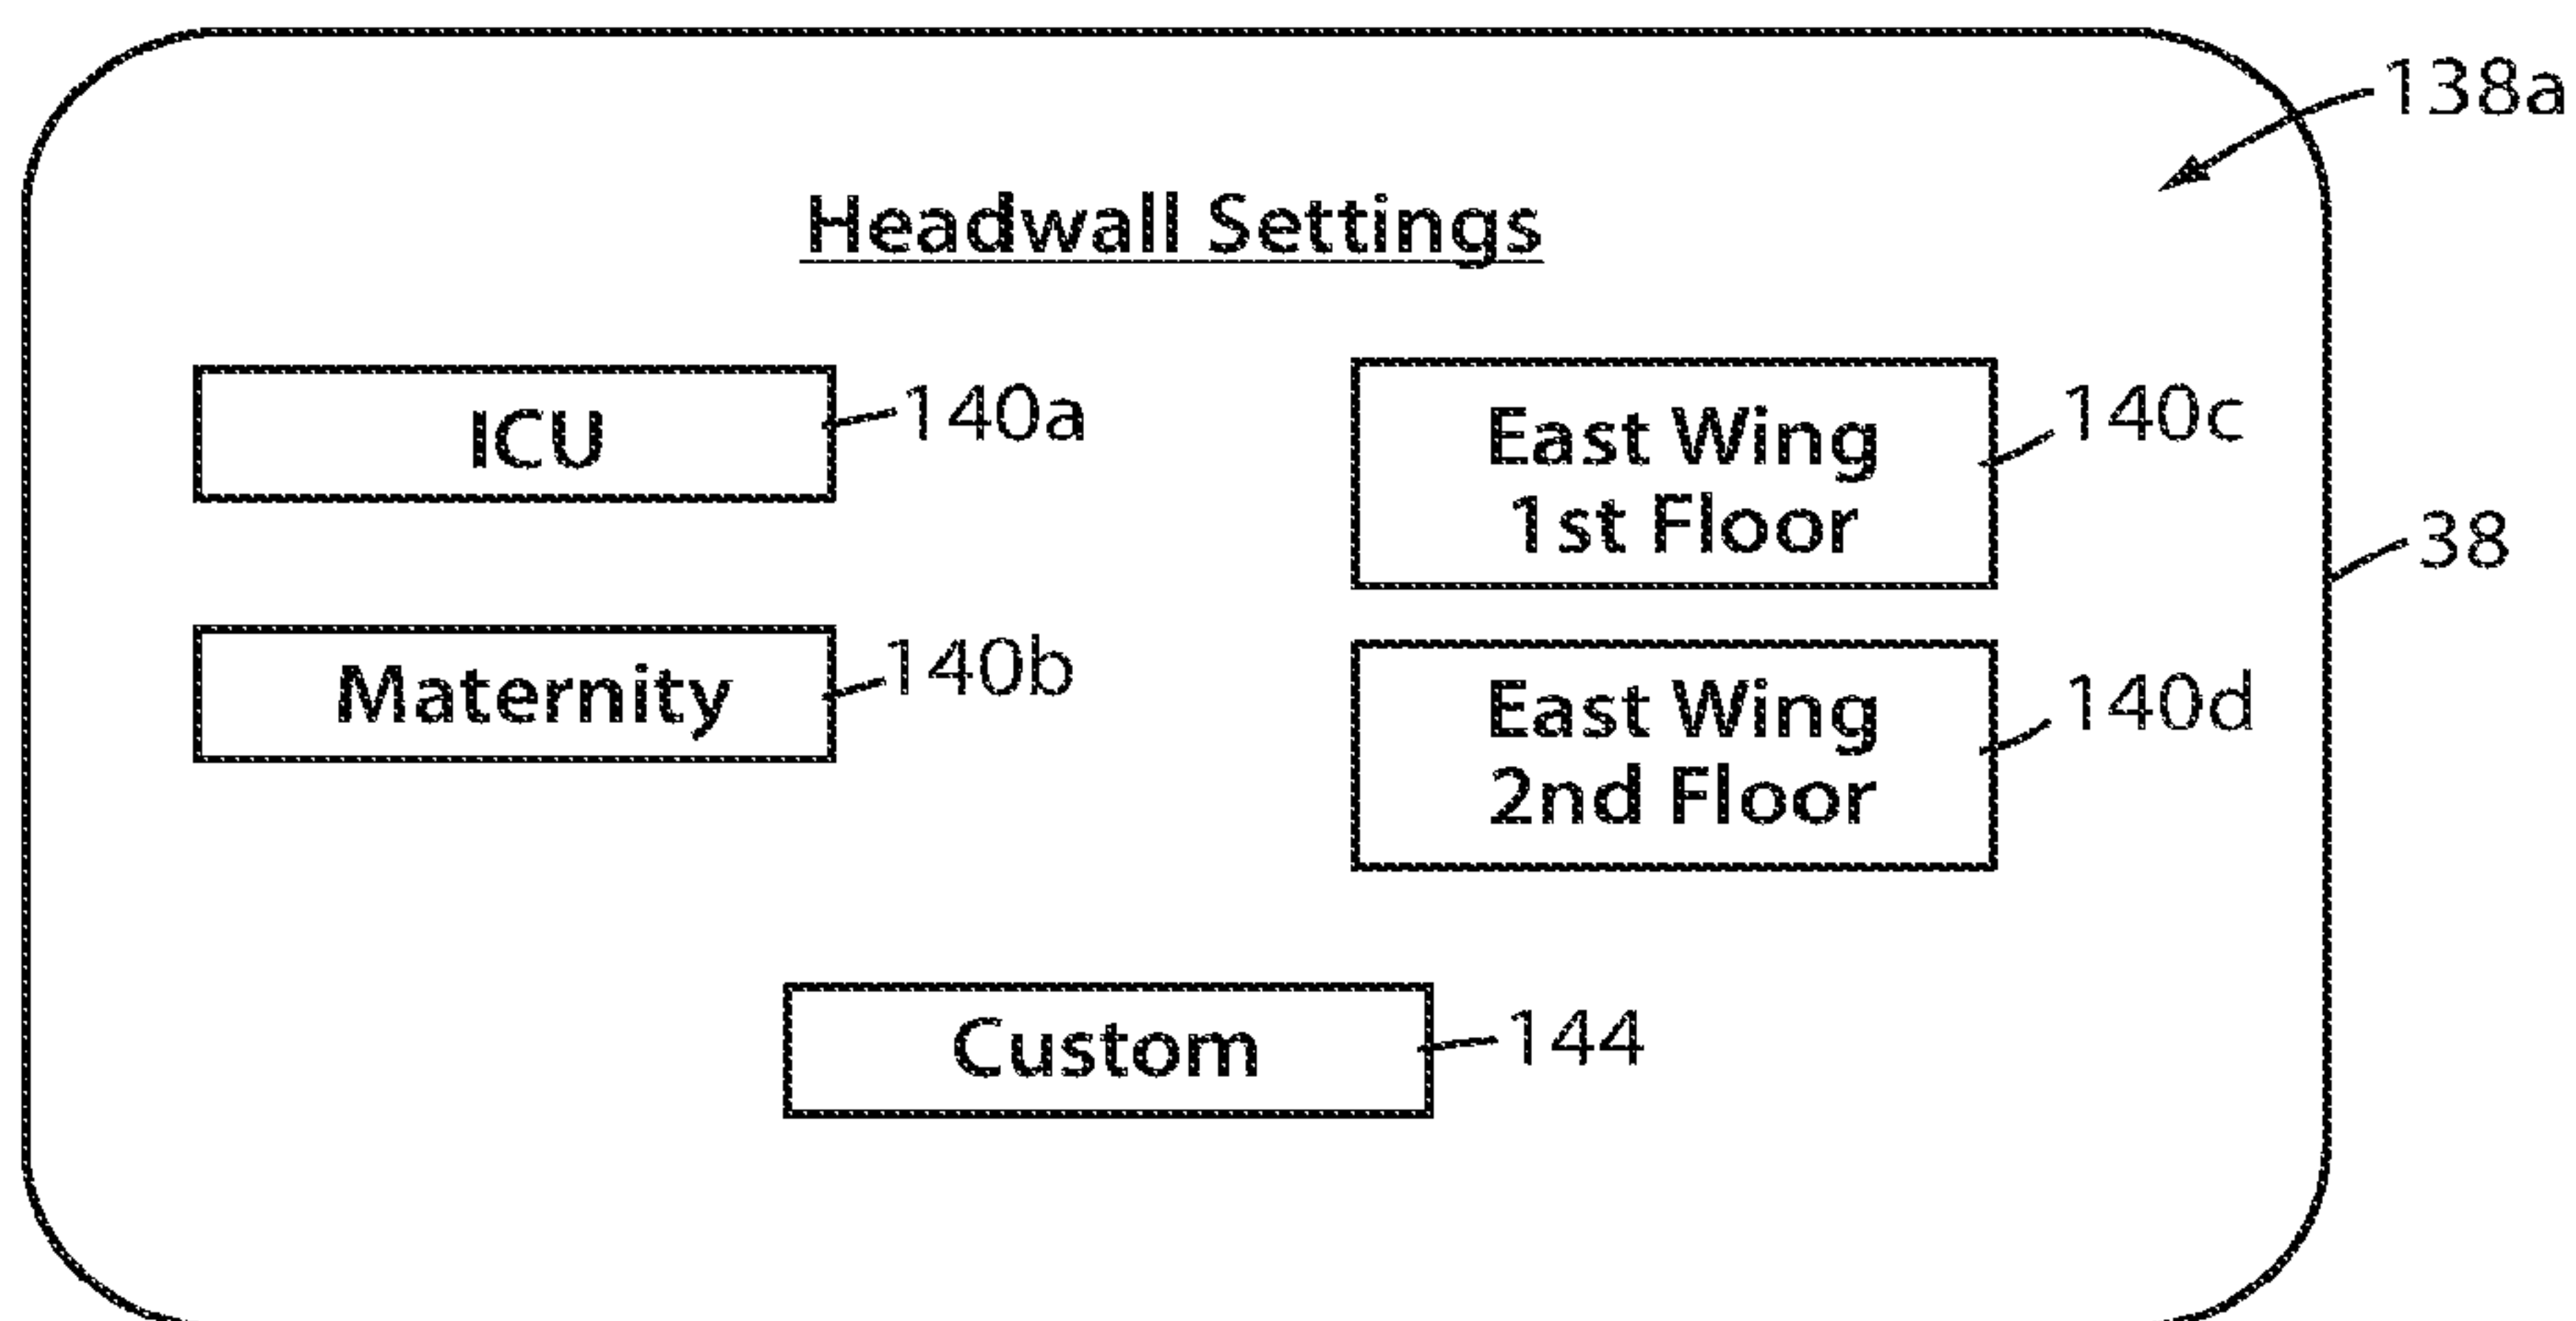 138a
Headwall Settings
ICU
140a
East Wing
1st Floor
140c
38
Maternity
140b
East Wing
2nd Floor
140d
Custom
144